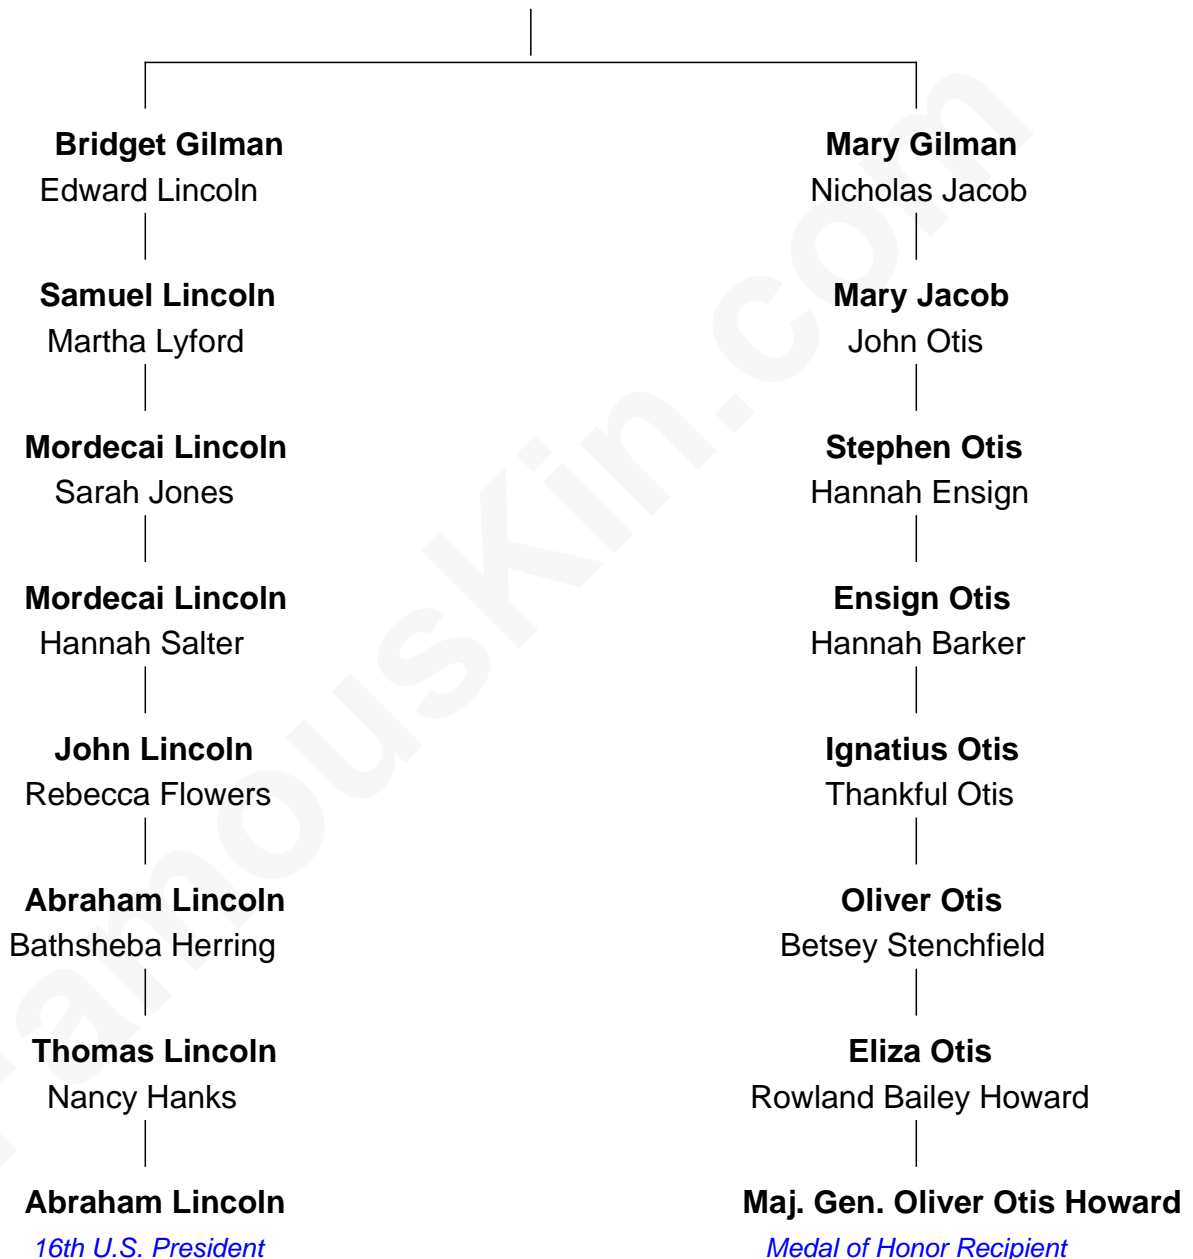 Bridget Gilman
Edward Lincoln
Samuel Lincoln
Martha Lyford
Mordecai Lincoln
Sarah Jones
Mordecai Lincoln
Hannah Salter
John Lincoln
Rebecca Flowers
Abraham Lincoln
Bathsheba Herring
Thomas Lincoln
Nancy Hanks
Abraham Lincoln
16th U.S. President
Mary Gilman
Nicholas Jacob
Mary Jacob
John Otis
Stephen Otis
Hannah Ensign
Ensign Otis
Hannah Barker
Ignatius Otis
Thankful Otis
Oliver Otis
Betsey Stenchfield
Eliza Otis
Rowland Bailey Howard
Maj. Gen. Oliver Otis Howard
Medal of Honor Recipient
FamousKin.com